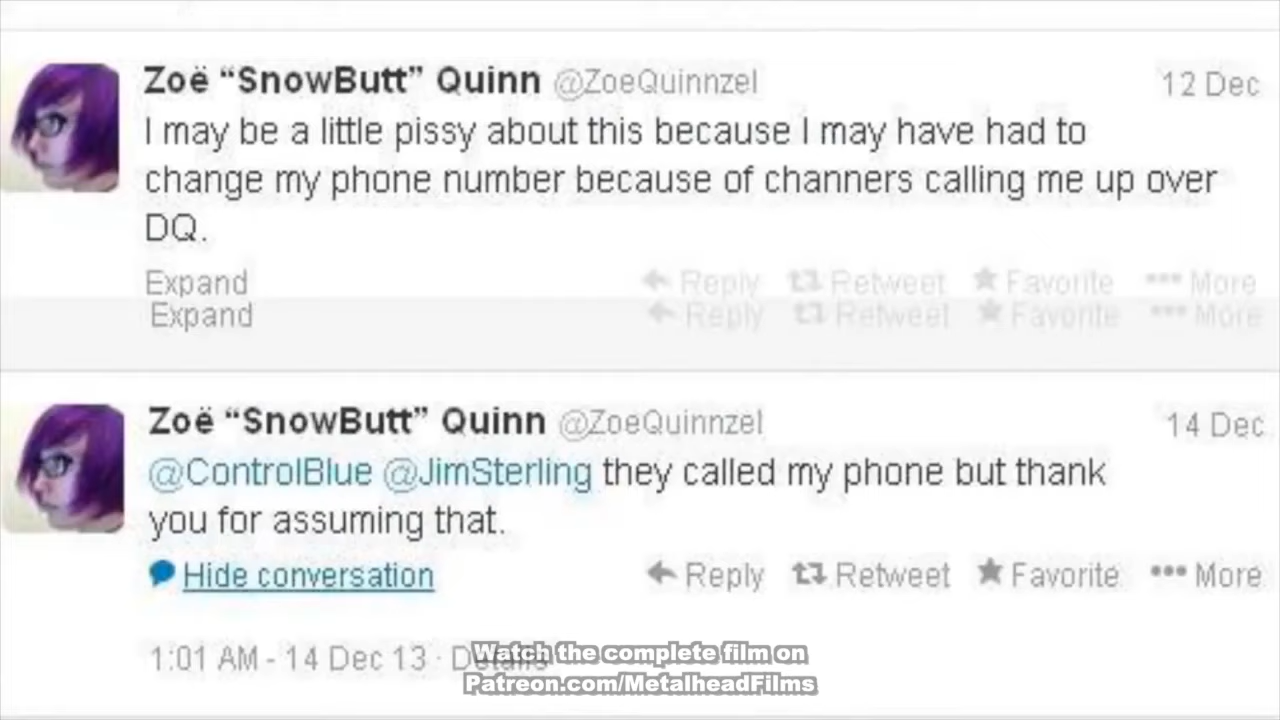 Zoë “SnowButt” Quinn @ZoeQuinnzel 12 Dec
I may be a little pissy about this because I may have had to
change my phone number because of channers calling me up over
DQ.
Expand Reply Retweet Favorite More
Expand Reply Retweet Favorite More
Zoë “SnowButt” Quinn @ZoeQuinnzel 14 Dec
@ControlBlue @JimSterling they called my phone but thank
you for assuming that.
Hide conversation Reply Retweet Favorite More
1:01 AM - 14 Dec 13 · Details
Watch the complete film on
Patreon.com/MetalheadFilms